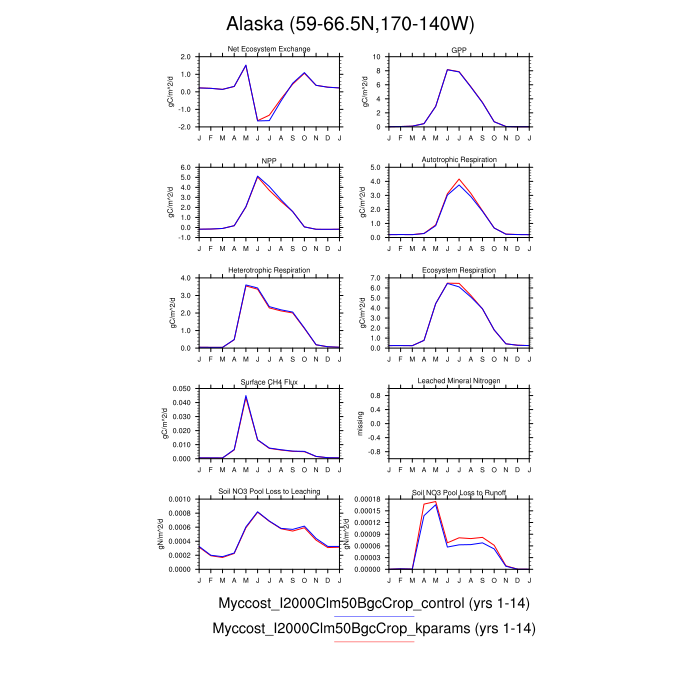 Alaska (59-66.5N,170-140W)
Net Ecosystem Exchange
GPP
gC/m^2/d
2.0
1.0
0.0
-1.0
-2.0
J F M A M J J A S O N D J
gC/m^2/d
10
8
6
4
2
0
J F M A M J J A S O N D J
NPP
Autotrophic Respiration
gC/m^2/d
6.0
5.0
4.0
3.0
2.0
1.0
0.0
-1.0
J F M A M J J A S O N D J
gC/m^2/d
5.0
4.0
3.0
2.0
1.0
0.0
J F M A M J J A S O N D J
Heterotrophic Respiration
Ecosystem Respiration
gC/m^2/d
4.0
3.0
2.0
1.0
0.0
J F M A M J J A S O N D J
gC/m^2/d
7.0
6.0
5.0
4.0
3.0
2.0
1.0
0.0
J F M A M J J A S O N D J
Surface CH4 Flux
Leached Mineral Nitrogen
gC/m^2/d
0.050
0.040
0.030
0.020
0.010
0.000
J F M A M J J A S O N D J
missing
0.8
0.4
0.0
-0.4
-0.8
J F M A M J J A S O N D J
Soil NO3 Pool Loss to Leaching
Soil NO3 Pool Loss to Runoff
gN/m^2/d
0.0010
0.0008
0.0006
0.0004
0.0002
0.0000
J F M A M J J A S O N D J
gN/m^2/d
0.00018
0.00015
0.00012
0.00009
0.00006
0.00003
0.00000
J F M A M J J A S O N D J
Myccost_I2000Clm50BgcCrop_control (yrs 1-14)
Myccost_I2000Clm50BgcCrop_kparams (yrs 1-14)